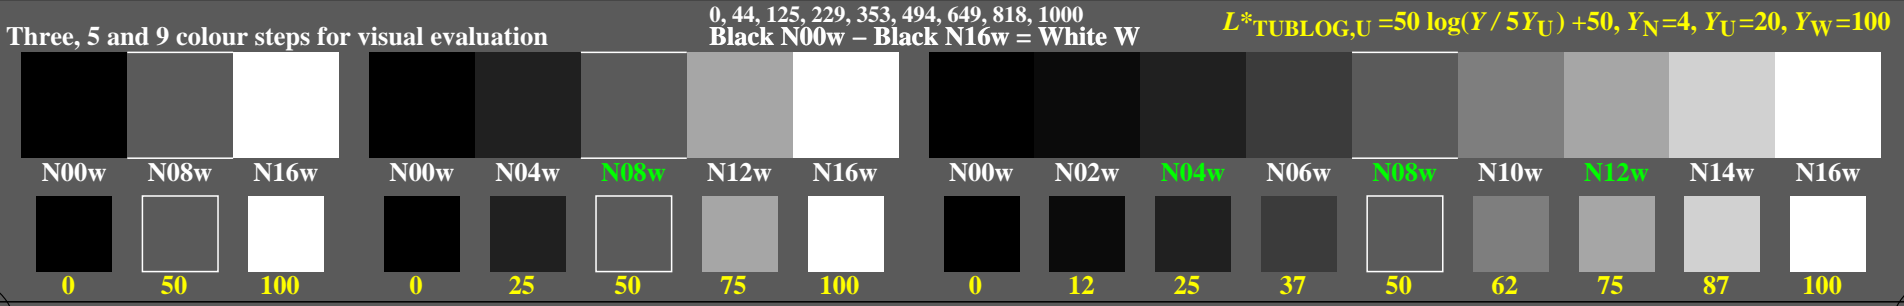 Three, 5 and 9 colour steps for visual evaluation
0, 44, 125, 229, 353, 494, 649, 818, 1000
Black N00w – Black N16w = White W
L*TUBLOG,U =50 log(Y / 5YU) +50, YN=4, YU=20, YW=100
N00w N08w N16w N00w N04w N08w N12w N16w N00w N02w N04w N06w N08w N10w N12w N14w N16w
0 50 100 0 25 50 75 100 0 12 25 37 50 62 75 87 100